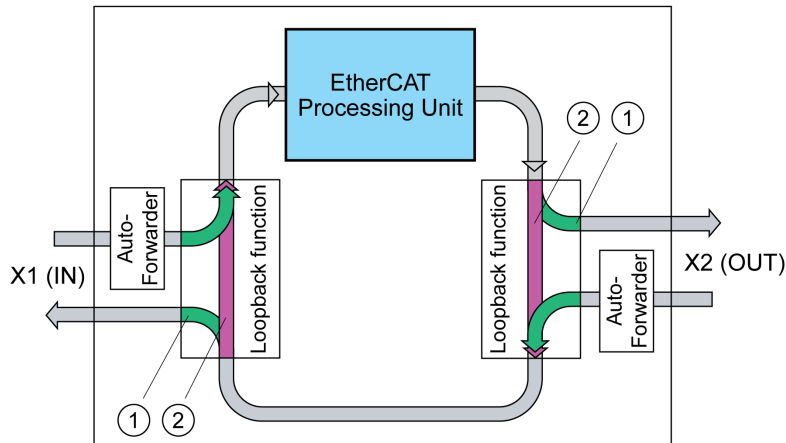 EtherCAT
Processing Unit
2
1
Auto-
Forwarder
Loopback function
Loopback function
X1 (IN)
X2 (OUT)
Auto-
Forwarder
1
2